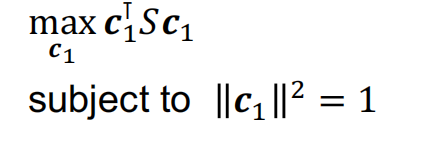 max c₁ᵀSc₁
c₁
subject to ‖c₁‖² = 1